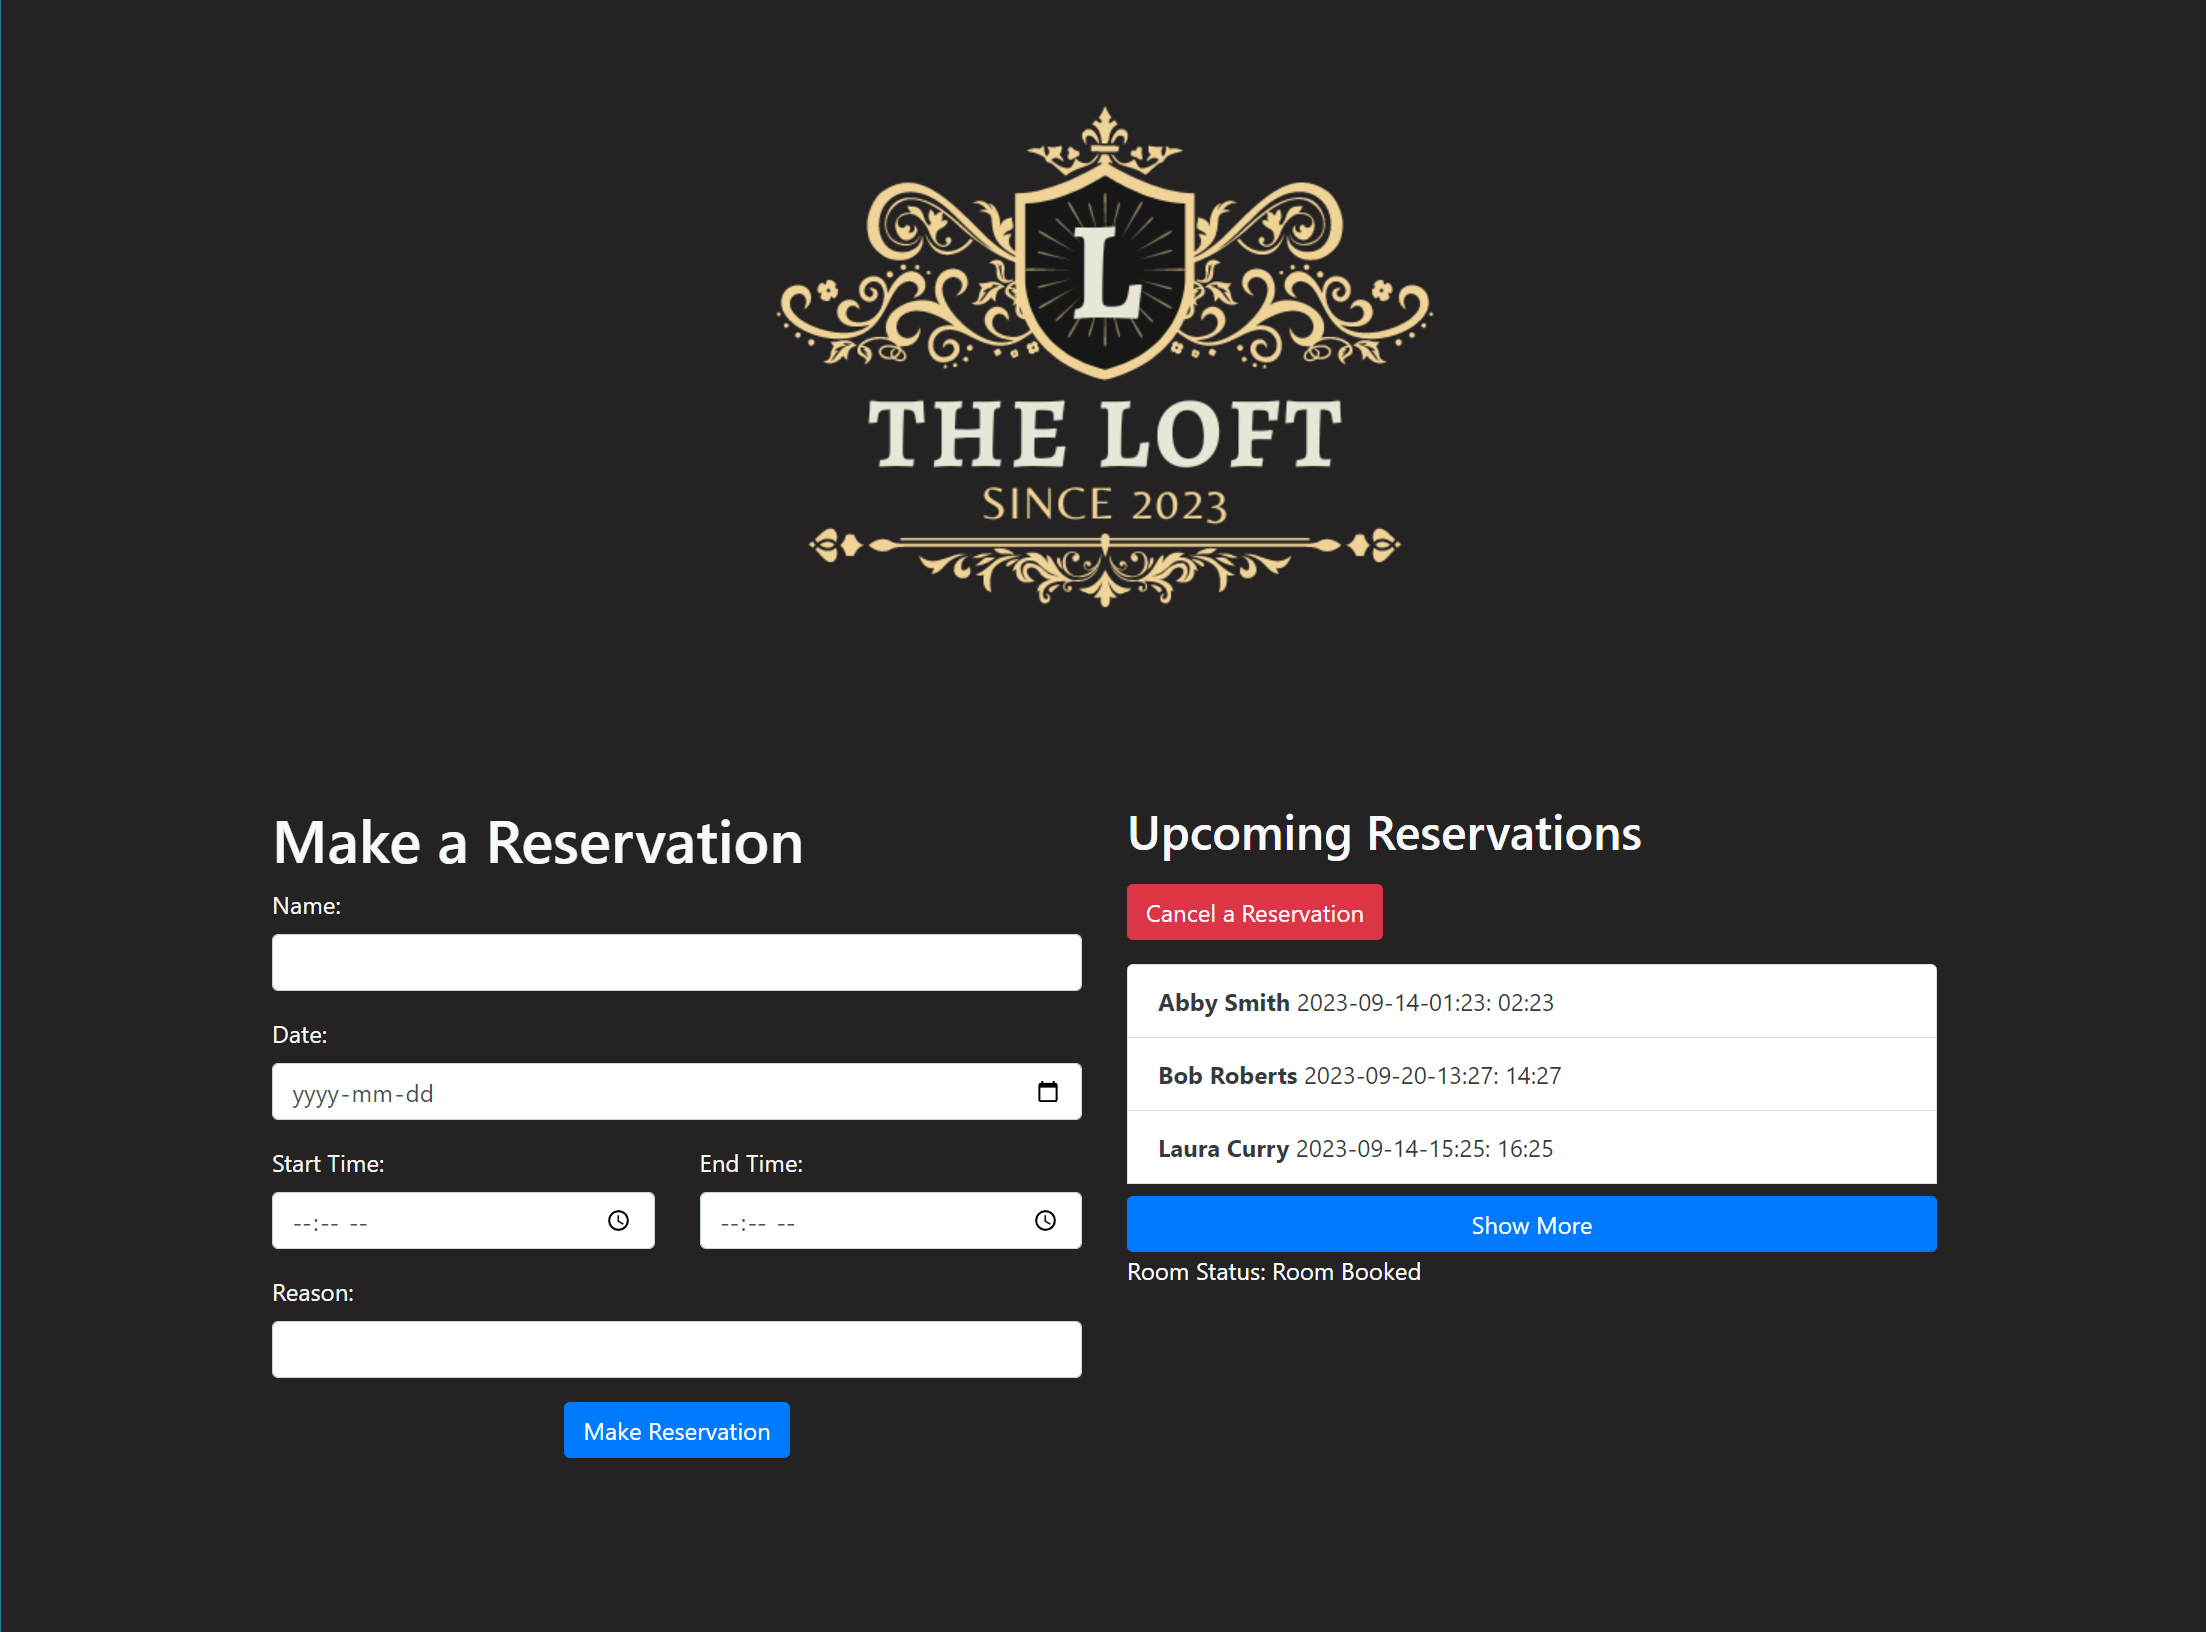 L
THE LOFT
SINCE 2023
Make a Reservation
Name:
Date:
yyyy-mm-dd
Start Time:
End Time:
--:-- --
--:-- --
Reason:
Make Reservation
Upcoming Reservations
Cancel a Reservation
Abby Smith 2023-09-14-01:23: 02:23
Bob Roberts 2023-09-20-13:27: 14:27
Laura Curry 2023-09-14-15:25: 16:25
Show More
Room Status: Room Booked